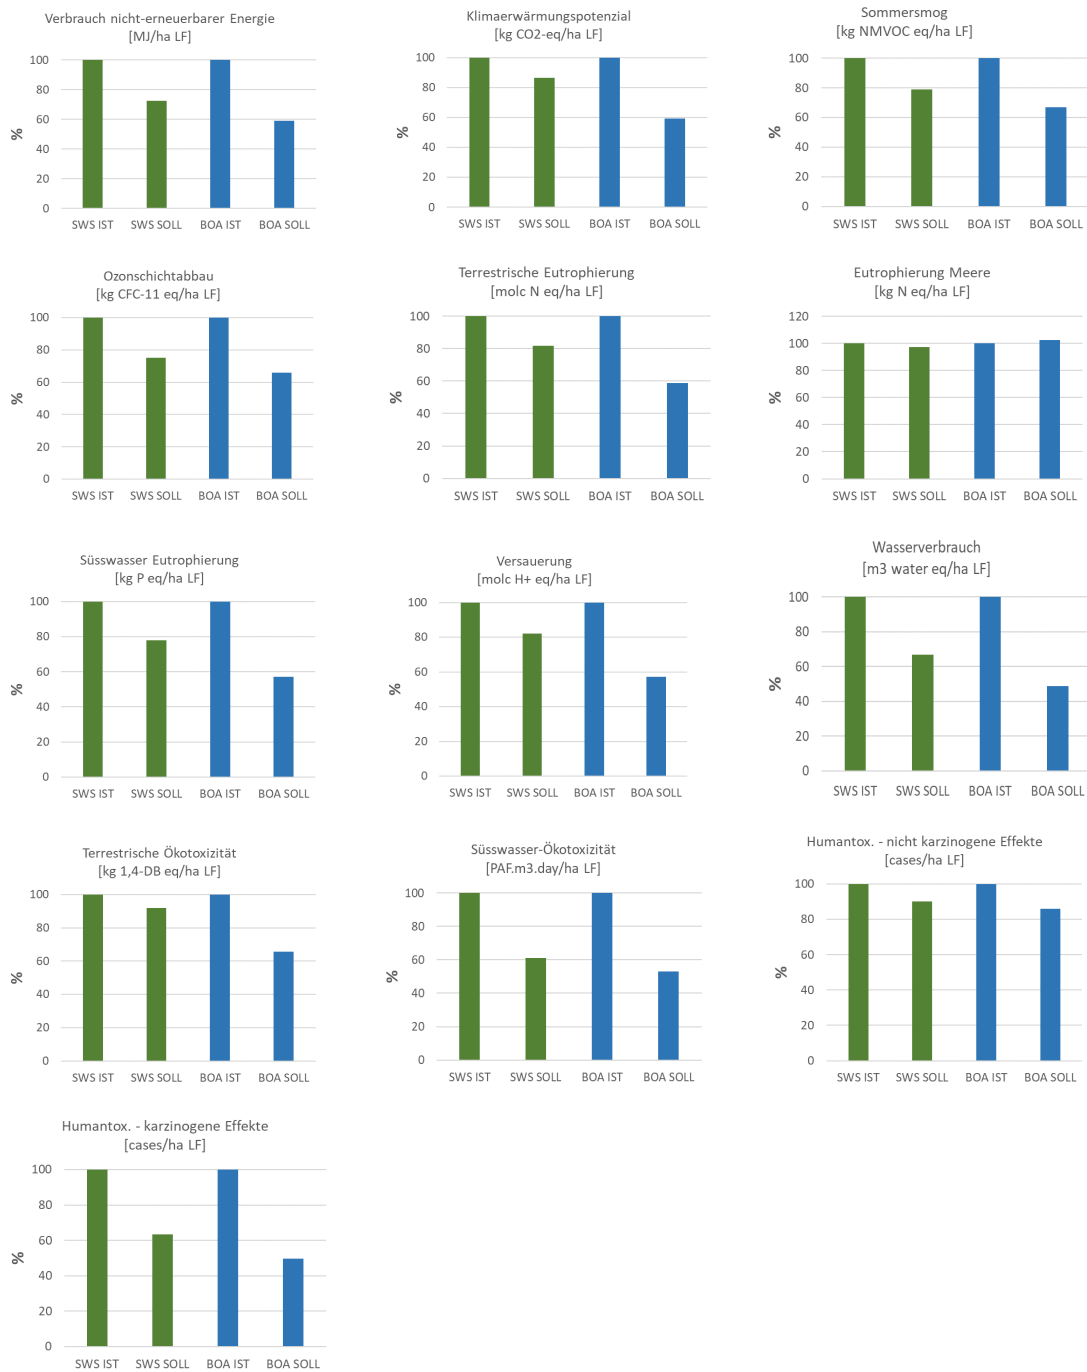 Verbrauch nicht-erneuerbarer Energie
[MJ/ha LF]
100
80
60
40
20
0
%
SWS IST SWS SOLL BOA IST BOA SOLL
Klimaerwärmungspotenzial
[kg CO2-eq/ha LF]
100
80
60
40
20
0
%
SWS IST SWS SOLL BOA IST BOA SOLL
Sommersmog
[kg NMVOC eq/ha LF]
100
80
60
40
20
0
%
SWS IST SWS SOLL BOA IST BOA SOLL
Ozonschichtabbau
[kg CFC-11 eq/ha LF]
100
80
60
40
20
0
%
SWS IST SWS SOLL BOA IST BOA SOLL
Terrestrische Eutrophierung
[molc N eq/ha LF]
100
80
60
40
20
0
%
SWS IST SWS SOLL BOA IST BOA SOLL
Eutrophierung Meere
[kg N eq/ha LF]
120
100
80
60
40
20
0
%
SWS IST SWS SOLL BOA IST BOA SOLL
Süsswasser Eutrophierung
[kg P eq/ha LF]
100
80
60
40
20
0
%
SWS IST SWS SOLL BOA IST BOA SOLL
Versauerung
[molc H+ eq/ha LF]
100
80
60
40
20
0
%
SWS IST SWS SOLL BOA IST BOA SOLL
Wasserverbrauch
[m3 water eq/ha LF]
100
80
60
40
20
0
%
SWS IST SWS SOLL BOA IST BOA SOLL
Terrestrische Ökotoxizität
[kg 1,4-DB eq/ha LF]
100
80
60
40
20
0
%
SWS IST SWS SOLL BOA IST BOA SOLL
Süsswasser-Ökotoxizität
[PAF.m3.day/ha LF]
100
80
60
40
20
0
%
SWS IST SWS SOLL BOA IST BOA SOLL
Humantox. - nicht karzinogene Effekte
[cases/ha LF]
100
80
60
40
20
0
%
SWS IST SWS SOLL BOA IST BOA SOLL
Humantox. - karzinogene Effekte
[cases/ha LF]
100
80
60
40
20
0
%
SWS IST SWS SOLL BOA IST BOA SOLL